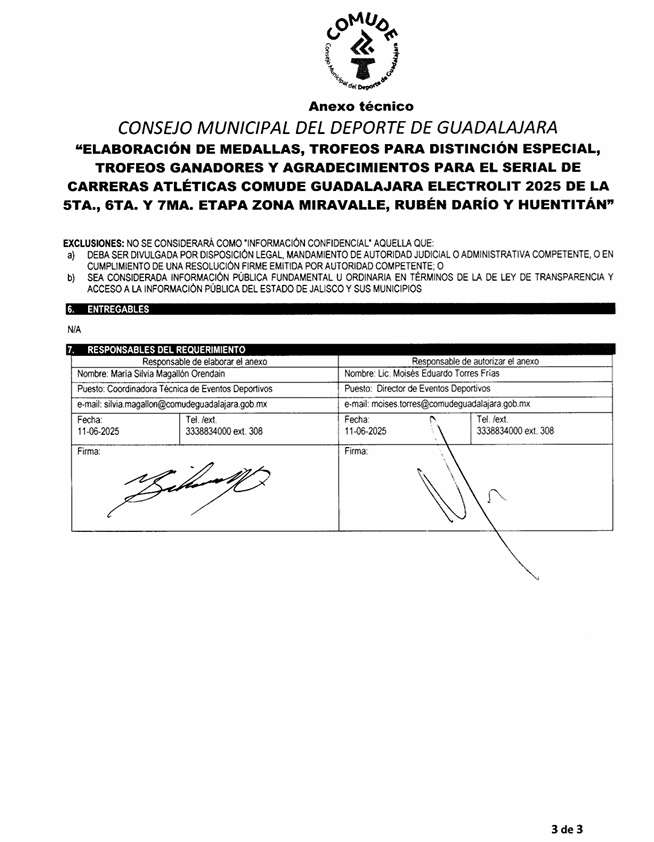 COMUDE
Consejo Municipal del Deporte de Guadalajara
Anexo técnico
CONSEJO MUNICIPAL DEL DEPORTE DE GUADALAJARA
“ELABORACIÓN DE MEDALLAS, TROFEOS PARA DISTINCIÓN ESPECIAL,
TROFEOS GANADORES Y AGRADECIMIENTOS PARA EL SERIAL DE
CARRERAS ATLÉTICAS COMUDE GUADALAJARA ELECTROLIT 2025 DE LA
5TA., 6TA. Y 7MA. ETAPA ZONA MIRAVALLE, RUBÉN DARÍO Y HUENTITÁN”
EXCLUSIONES: NO SE CONSIDERARÁ COMO "INFORMACIÓN CONFIDENCIAL" AQUELLA QUE:
a) DEBA SER DIVULGADA POR DISPOSICIÓN LEGAL, MANDAMIENTO DE AUTORIDAD JUDICIAL O ADMINISTRATIVA COMPETENTE, O EN
CUMPLIMIENTO DE UNA RESOLUCIÓN FIRME EMITIDA POR AUTORIDAD COMPETENTE; O
b) SEA CONSIDERADA INFORMACIÓN PÚBLICA FUNDAMENTAL U ORDINARIA EN TÉRMINOS DE LA DE LEY DE TRANSPARENCIA Y
ACCESO A LA INFORMACIÓN PÚBLICA DEL ESTADO DE JALISCO Y SUS MUNICIPIOS
6. ENTREGABLES
N/A
7. RESPONSABLES DEL REQUERIMIENTO
Responsable de elaborar el anexo Responsable de autorizar el anexo
Nombre: María Silvia Magallón Orendain Nombre: Lic. Moisés Eduardo Torres Frías
Puesto: Coordinadora Técnica de Eventos Deportivos Puesto: Director de Eventos Deportivos
e-mail: silvia.magallon@comudeguadalajara.gob.mx e-mail: moises.torres@comudeguadalajara.gob.mx
Fecha: Tel. /ext. Fecha: Tel. /ext.
11-06-2025 3338834000 ext. 308 11-06-2025 3338834000 ext. 308
Firma: Firma:
3 de 3